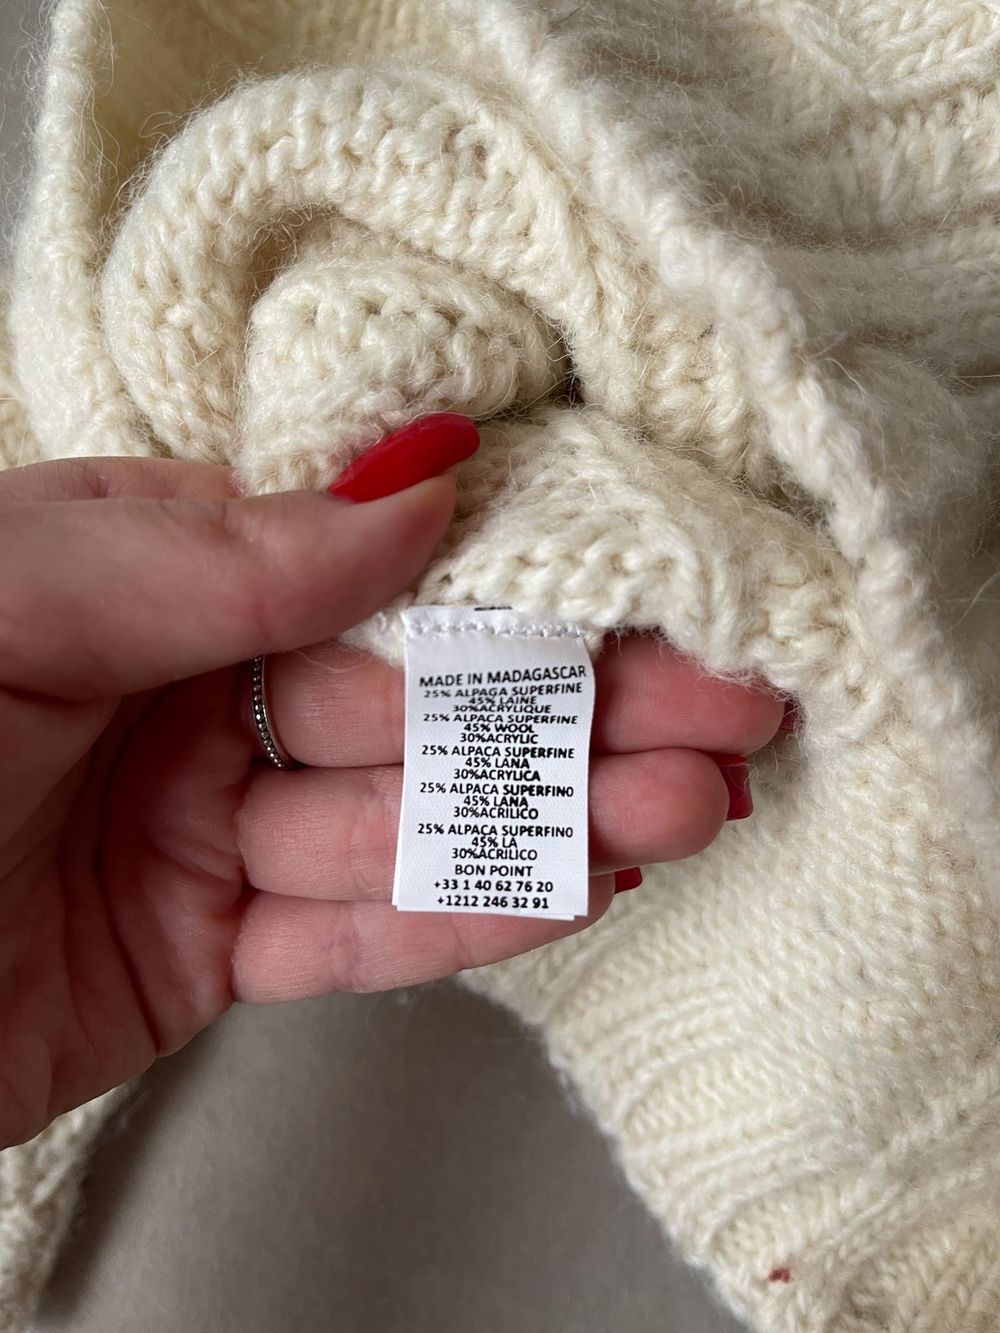 MADE IN MADAGASCAR
25% ALPAGA SUPERFINE
45% LAINE
30%ACRYLIQUE
25% ALPACA SUPERFINE
45% WOOL
30%ACRYLIC
25% ALPACA SUPERFINE
45% LANA
30%ACRYLICA
25% ALPACA SUPERFINO
45% LANA
30%ACRILICO
25% ALPACA SUPERFINO
45% LA
30%ACRILICO
BON POINT
+33 1 40 62 76 20
+1212 246 32 91